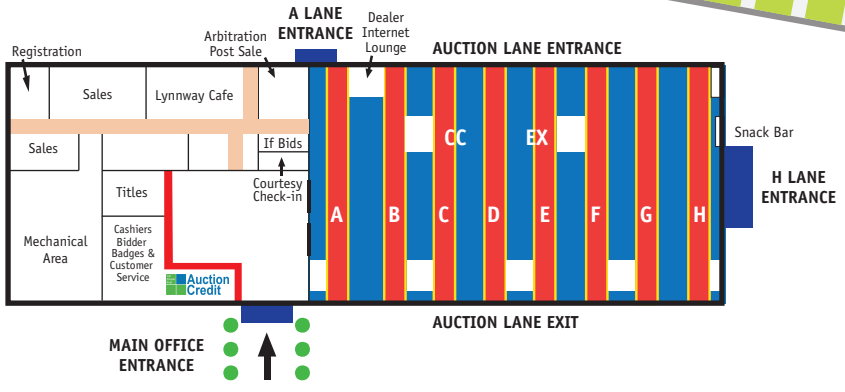 A LANE
ENTRANCE
Dealer
Internet
Lounge
Arbitration
Post Sale
Registration
AUCTION LANE ENTRANCE
Sales
Lynnway Cafe
Sales
If Bids
CC
EX
Snack Bar
Courtesy
Check-in
H LANE
ENTRANCE
Titles
A
B
C
D
E
F
G
H
Mechanical
Area
Cashiers
Bidder
Badges &
Customer
Service
Auction
Credit
AUCTION LANE EXIT
MAIN OFFICE
ENTRANCE